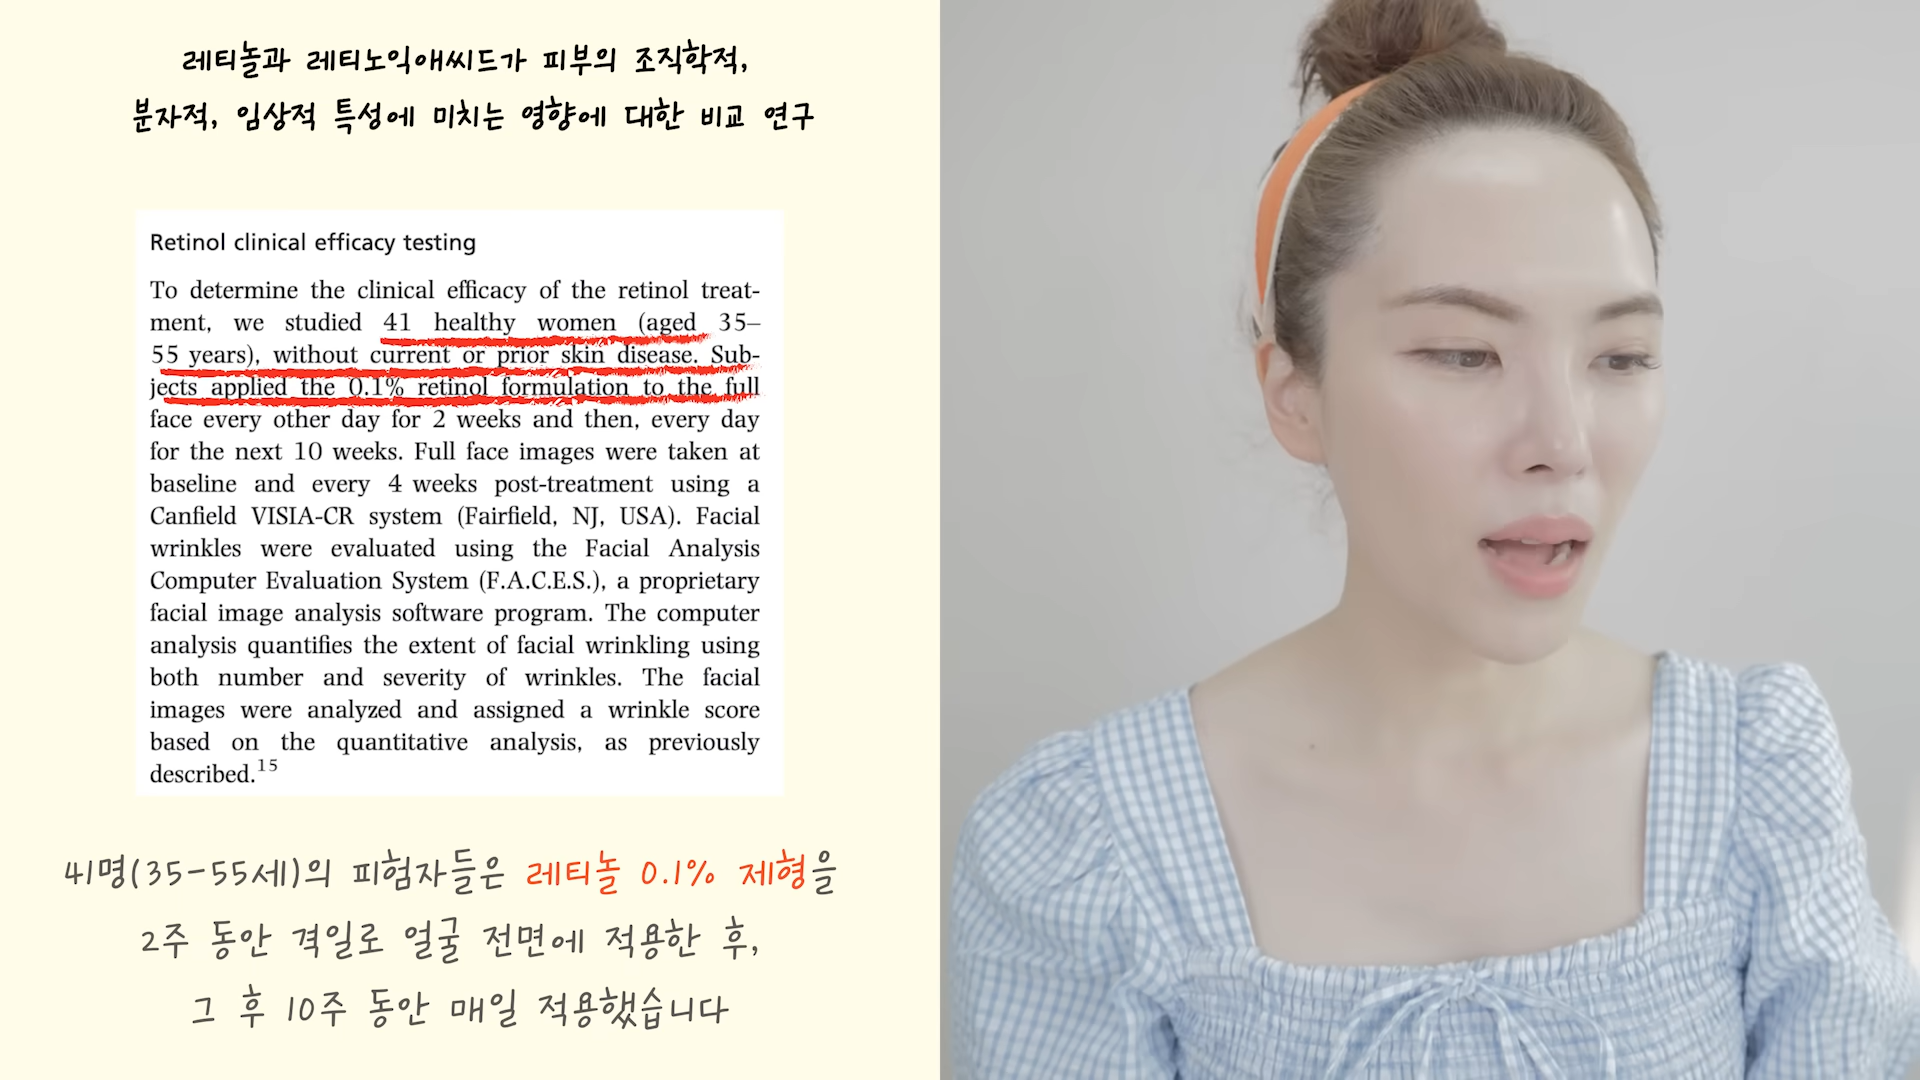 레티놀과 레티노익애씨드가 피부의 조직학적,
분자적, 임상적 특성에 미치는 영향에 대한 비교 연구
Retinol clinical efficacy testing
To determine the clinical efficacy of the retinol treat-
ment, we studied 41 healthy women (aged 35–
55 years), without current or prior skin disease. Sub-
jects applied the 0.1% retinol formulation to the full
face every other day for 2 weeks and then, every day
for the next 10 weeks. Full face images were taken at
baseline and every 4 weeks post-treatment using a
Canfield VISIA-CR system (Fairfield, NJ, USA). Facial
wrinkles were evaluated using the Facial Analysis
Computer Evaluation System (F.A.C.E.S.), a proprietary
facial image analysis software program. The computer
analysis quantifies the extent of facial wrinkling using
both number and severity of wrinkles. The facial
images were analyzed and assigned a wrinkle score
based on the quantitative analysis, as previously
described.15
41명(35-55세)의 피험자들은 레티놀 0.1% 제형을
2주 동안 격일로 얼굴 전면에 적용한 후,
그 후 10주 동안 매일 적용했습니다